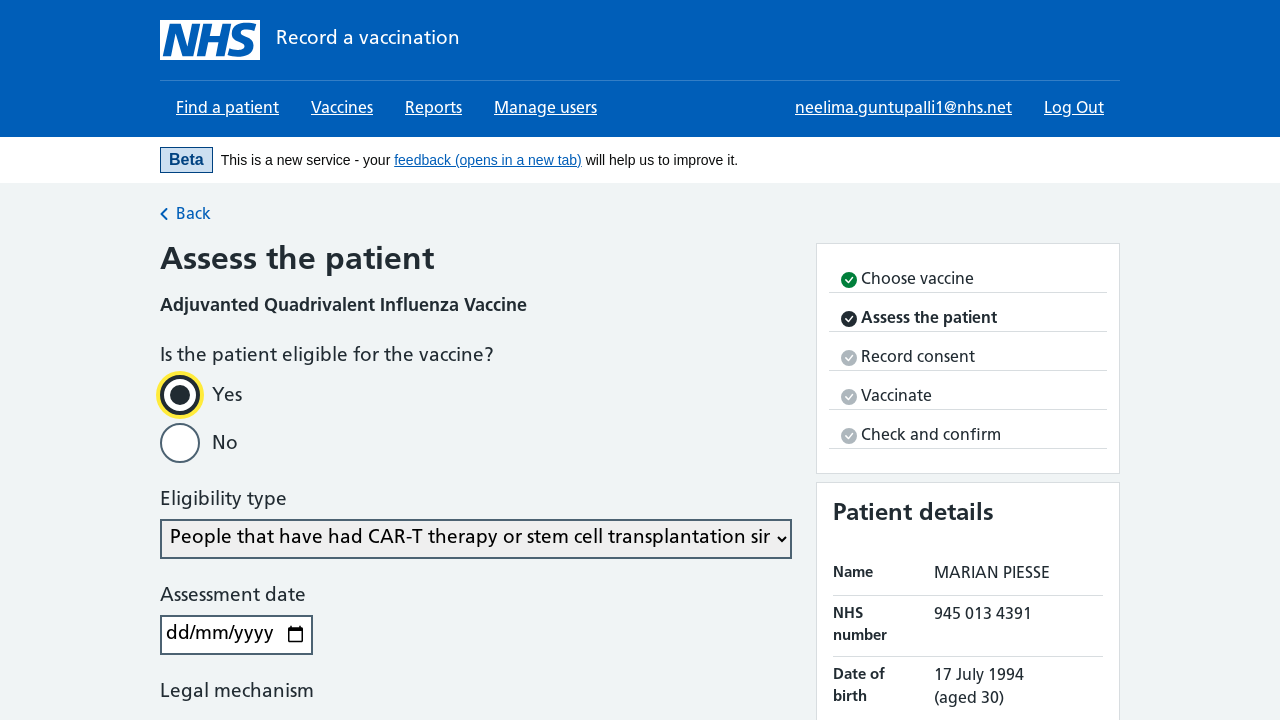 NHS Record a vaccination
Find a patient Vaccines Reports Manage users neelima.guntupalli1@nhs.net Log Out
Beta This is a new service - your feedback (opens in a new tab) will help us to improve it.
Back
Assess the patient
Adjuvanted Quadrivalent Influenza Vaccine
Is the patient eligible for the vaccine?
Yes
No
Eligibility type
People that have had CAR-T therapy or stem cell transplantation sir
Assessment date
dd/mm/yyyy
Legal mechanism
Choose vaccine
Assess the patient
Record consent
Vaccinate
Check and confirm
Patient details
Name MARIAN PIESSE
NHS number 945 013 4391
Date of birth 17 July 1994
(aged 30)